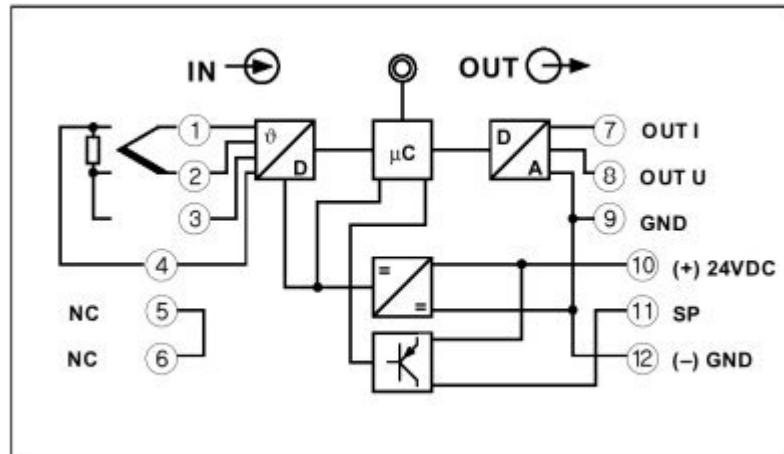 IN OUT
1 ϑ 7 OUT I
D μC D
2 A 8 OUT U
3 9 GND
4 = 10 (+) 24VDC
NC 5 = 11 SP
NC 6 12 (–) GND